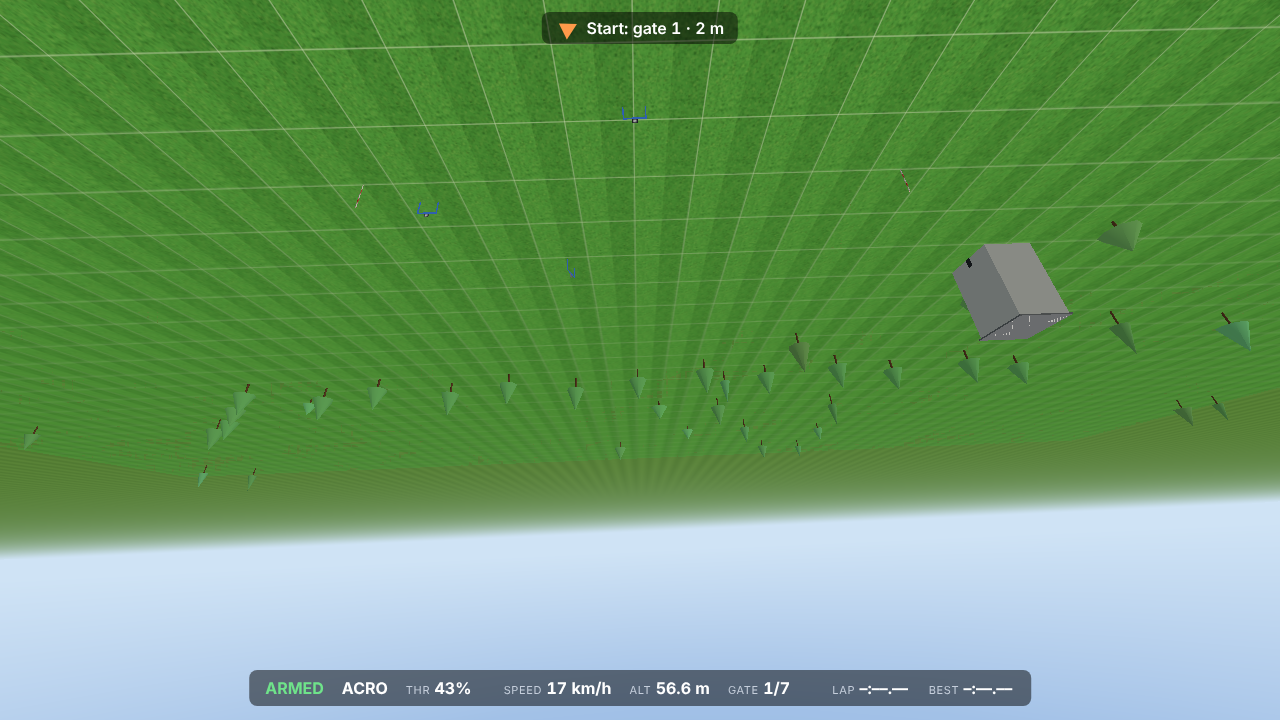 Start: gate 1 · 2 m
ARMED ACRO THR 43% SPEED 17 km/h ALT 56.6 m GATE 1/7 LAP –:––.–– BEST –:––.––